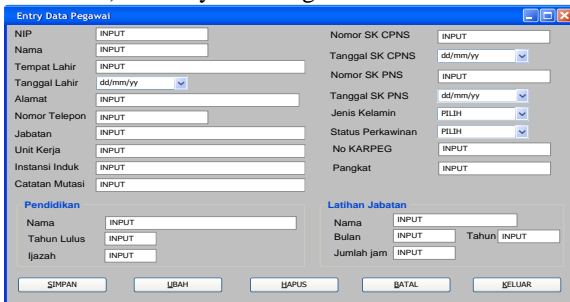 Entry Data Pegawai
NIP INPUT
Nama INPUT
Tempat Lahir INPUT
Tanggal Lahir dd/mm/yy
Alamat INPUT
Nomor Telepon INPUT
Jabatan INPUT
Unit Kerja INPUT
Instansi Induk INPUT
Catatan Mutasi INPUT
Nomor SK CPNS INPUT
Tanggal SK CPNS dd/mm/yy
Nomor SK PNS INPUT
Tanggal SK PNS dd/mm/yy
Jenis Kelamin PILIH
Status Perkawinan PILIH
No KARPEG INPUT
Pangkat INPUT
Pendidikan
Nama INPUT
Tahun Lulus INPUT
Ijazah INPUT
Latihan Jabatan
Nama INPUT
Bulan INPUT Tahun INPUT
Jumlah jam INPUT
SIMPAN UBAH HAPUS BATAL KELUAR